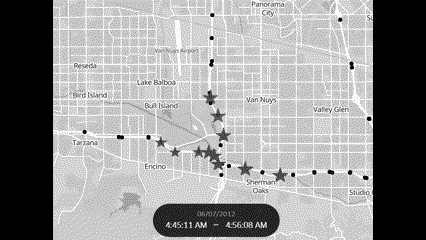 Panorama
City
Van Nuys Airport
Reseda
Lake Balboa
Bird Island
Bull Island
Van Nuys
Valley Glen
Tarzana
Encino
Sherman
Oaks
Studio
06/07/2012
4:45:11 AM – 4:56:08 AM